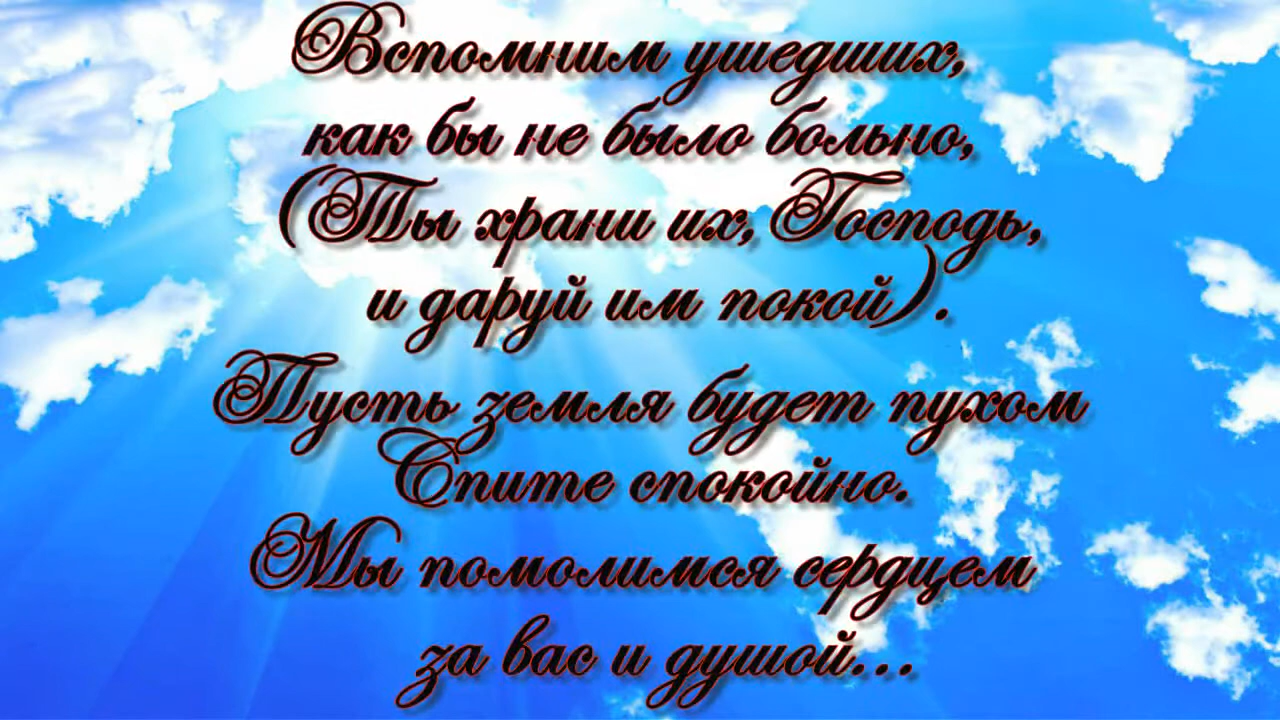 Вспомним ушедших,
как бы не было больно,
(Ты храни их, Господь,
и даруй им покой).
Пусть земля будет пухом
Спите спокойно.
Мы помолимся сердцем
за вас и душой...